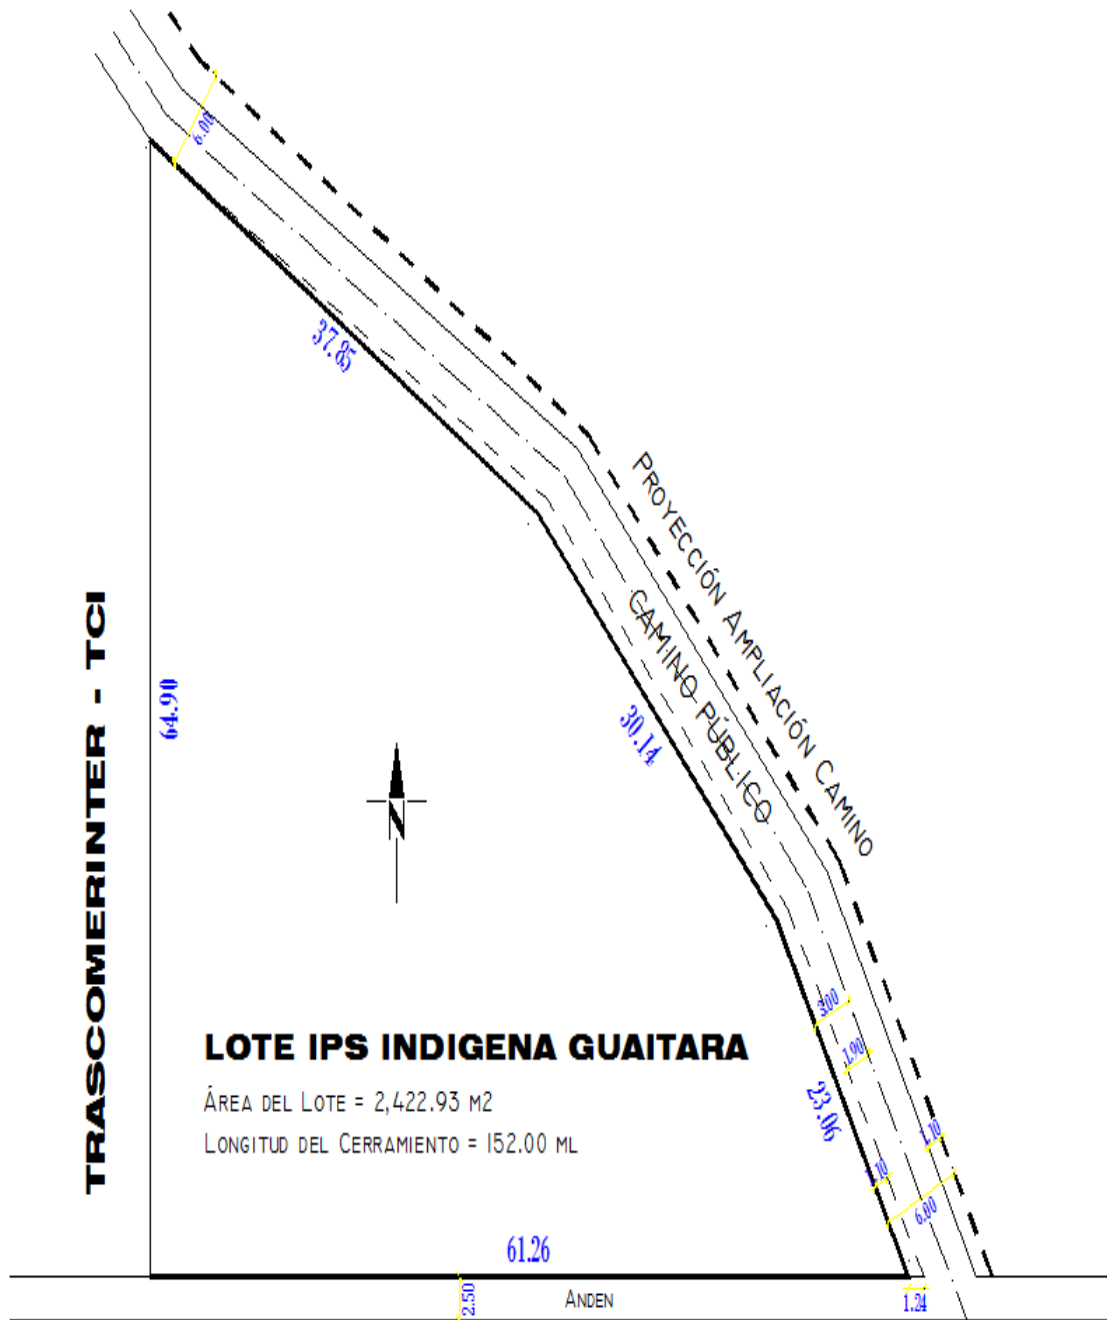 6.00
37.85
PROYECCIÓN AMPLIACIÓN CAMINO
CAMINO PÚBLICO
TRASCOMERINTER - TCI
64.90
30.14
N
3.00
1.90
LOTE IPS INDIGENA GUAITARA
ÁREA DEL LOTE = 2,422.93 M2
LONGITUD DEL CERRAMIENTO = 152.00 ML
23.06
1.10
1.10
6.00
61.26
2.50
ANDEN
1.24